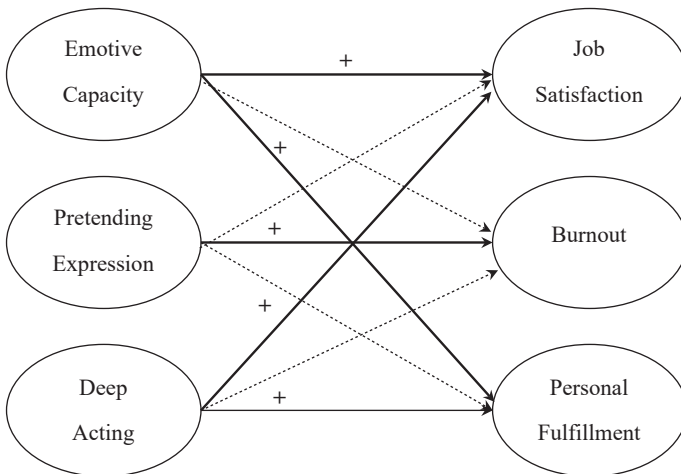 Emotive
Capacity
+
Job
Satisfaction
+
Pretending
Expression
+
Burnout
+
Deep
Acting
+
Personal
Fulfillment